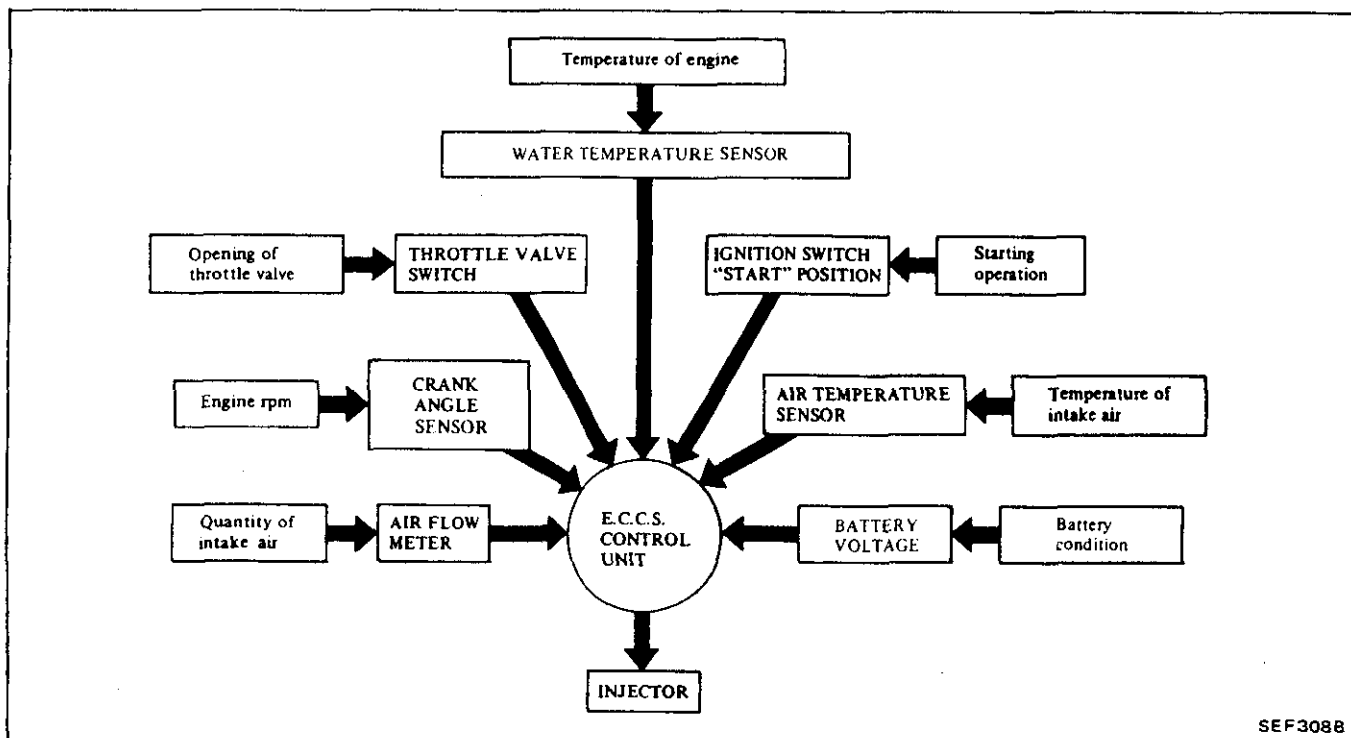 Temperature of engine
WATER TEMPERATURE SENSOR
Opening of
throttle valve
THROTTLE VALVE
SWITCH
IGNITION SWITCH
"START" POSITION
Starting
operation
Engine rpm
CRANK
ANGLE
SENSOR
AIR TEMPERATURE
SENSOR
Temperature of
intake air
Quantity of
intake air
AIR FLOW
METER
E.C.C.S.
CONTROL
UNIT
BATTERY
VOLTAGE
Battery
condition
INJECTOR
SEF308B